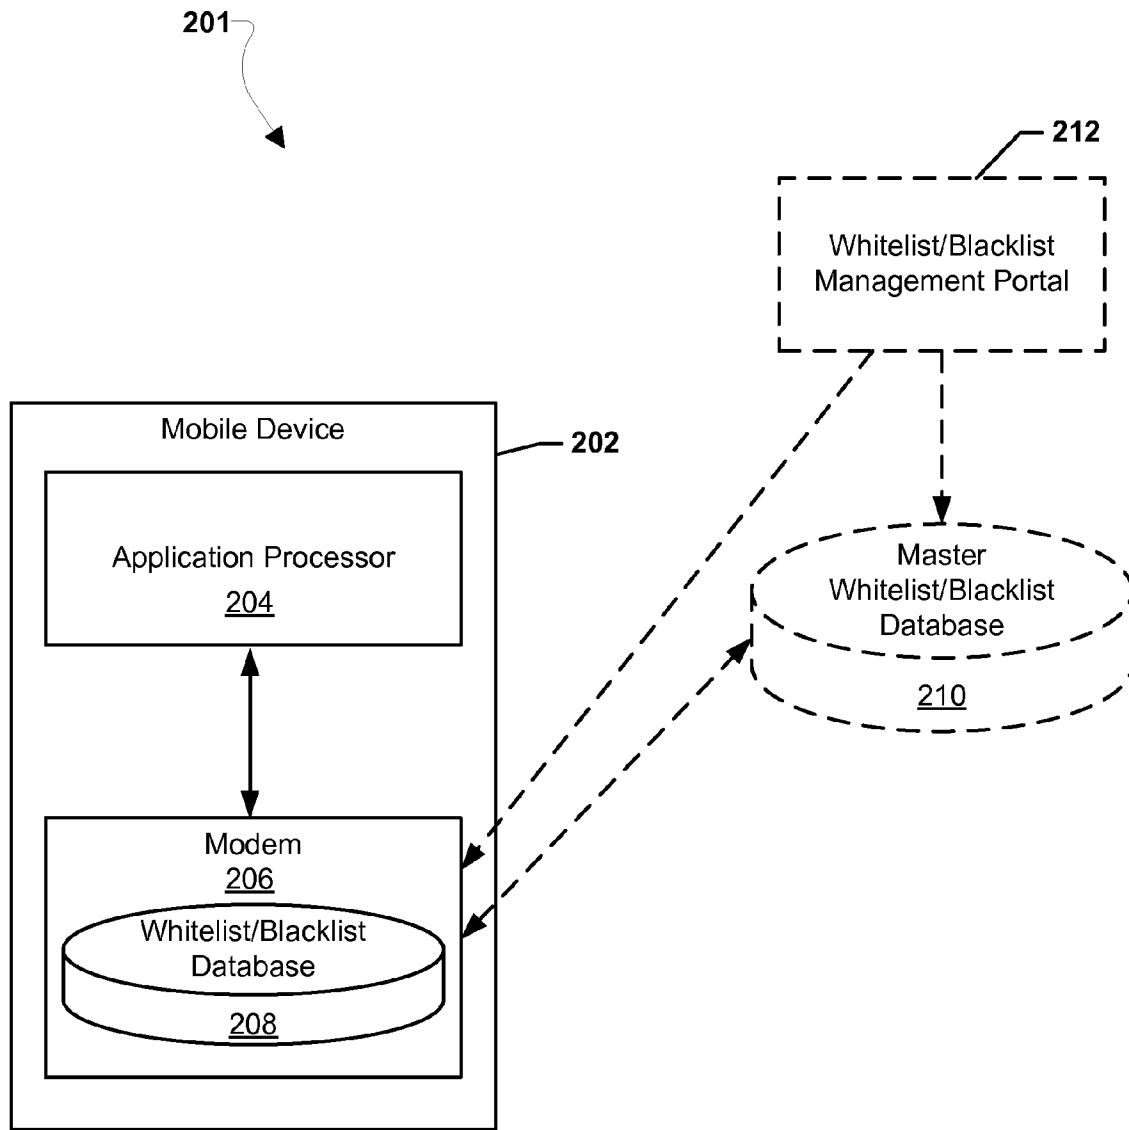 201
212
Whitelist/Blacklist
Management Portal
Mobile Device
202
Application Processor
204
Master
Whitelist/Blacklist
Database
210
Modem
206
Whitelist/Blacklist
Database
208